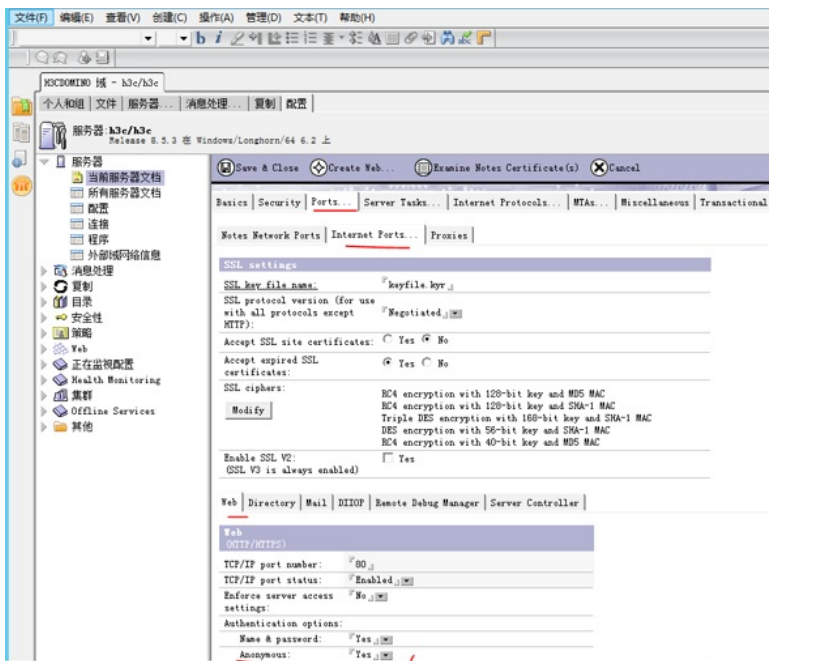 文件(F) 编辑(E) 查看(V) 创建(C) 操作(A) 管理(D) 文本(T) 帮助(H)
H3CDOMINO 域 - h3c/h3c
个人和组 文件 服务器... 消息处理... 复制 配置
服务器:h3c/h3c
Release 8.5.3 在 Windows/Longhorn/64 6.2 上
服务器
当前服务器文档
所有服务器文档
配置
连接
程序
外部域网络信息
消息处理
复制
目录
安全性
策略
Web
正在监视配置
Health Monitoring
集群
Offline Services
其他
Save & Close Create Web... Examine Notes Certificate(s) Cancel
Basics Security Ports... Server Tasks... Internet Protocols... MTAs... Miscellaneous Transactional
Notes Network Ports Internet Ports... Proxies
SSL settings
SSL key file name: keyfile.kyr
SSL protocol version (for use with all protocols except HTTP): Negotiated
Accept SSL site certificates: Yes No
Accept expired SSL certificates: Yes No
SSL ciphers:
Modify
RC4 encryption with 128-bit key and MD5 MAC
RC4 encryption with 128-bit key and SHA-1 MAC
Triple DES encryption with 168-bit key and SHA-1 MAC
DES encryption with 56-bit key and SHA-1 MAC
RC4 encryption with 40-bit key and MD5 MAC
Enable SSL V2: Yes
(SSL V3 is always enabled)
Web Directory Mail DIIOP Remote Debug Manager Server Controller
Web
(HTTP/HTTPS)
TCP/IP port number: 80
TCP/IP port status: Enabled
Enforce server access settings: No
Authentication options:
Name & password: Yes
Anonymous: Yes